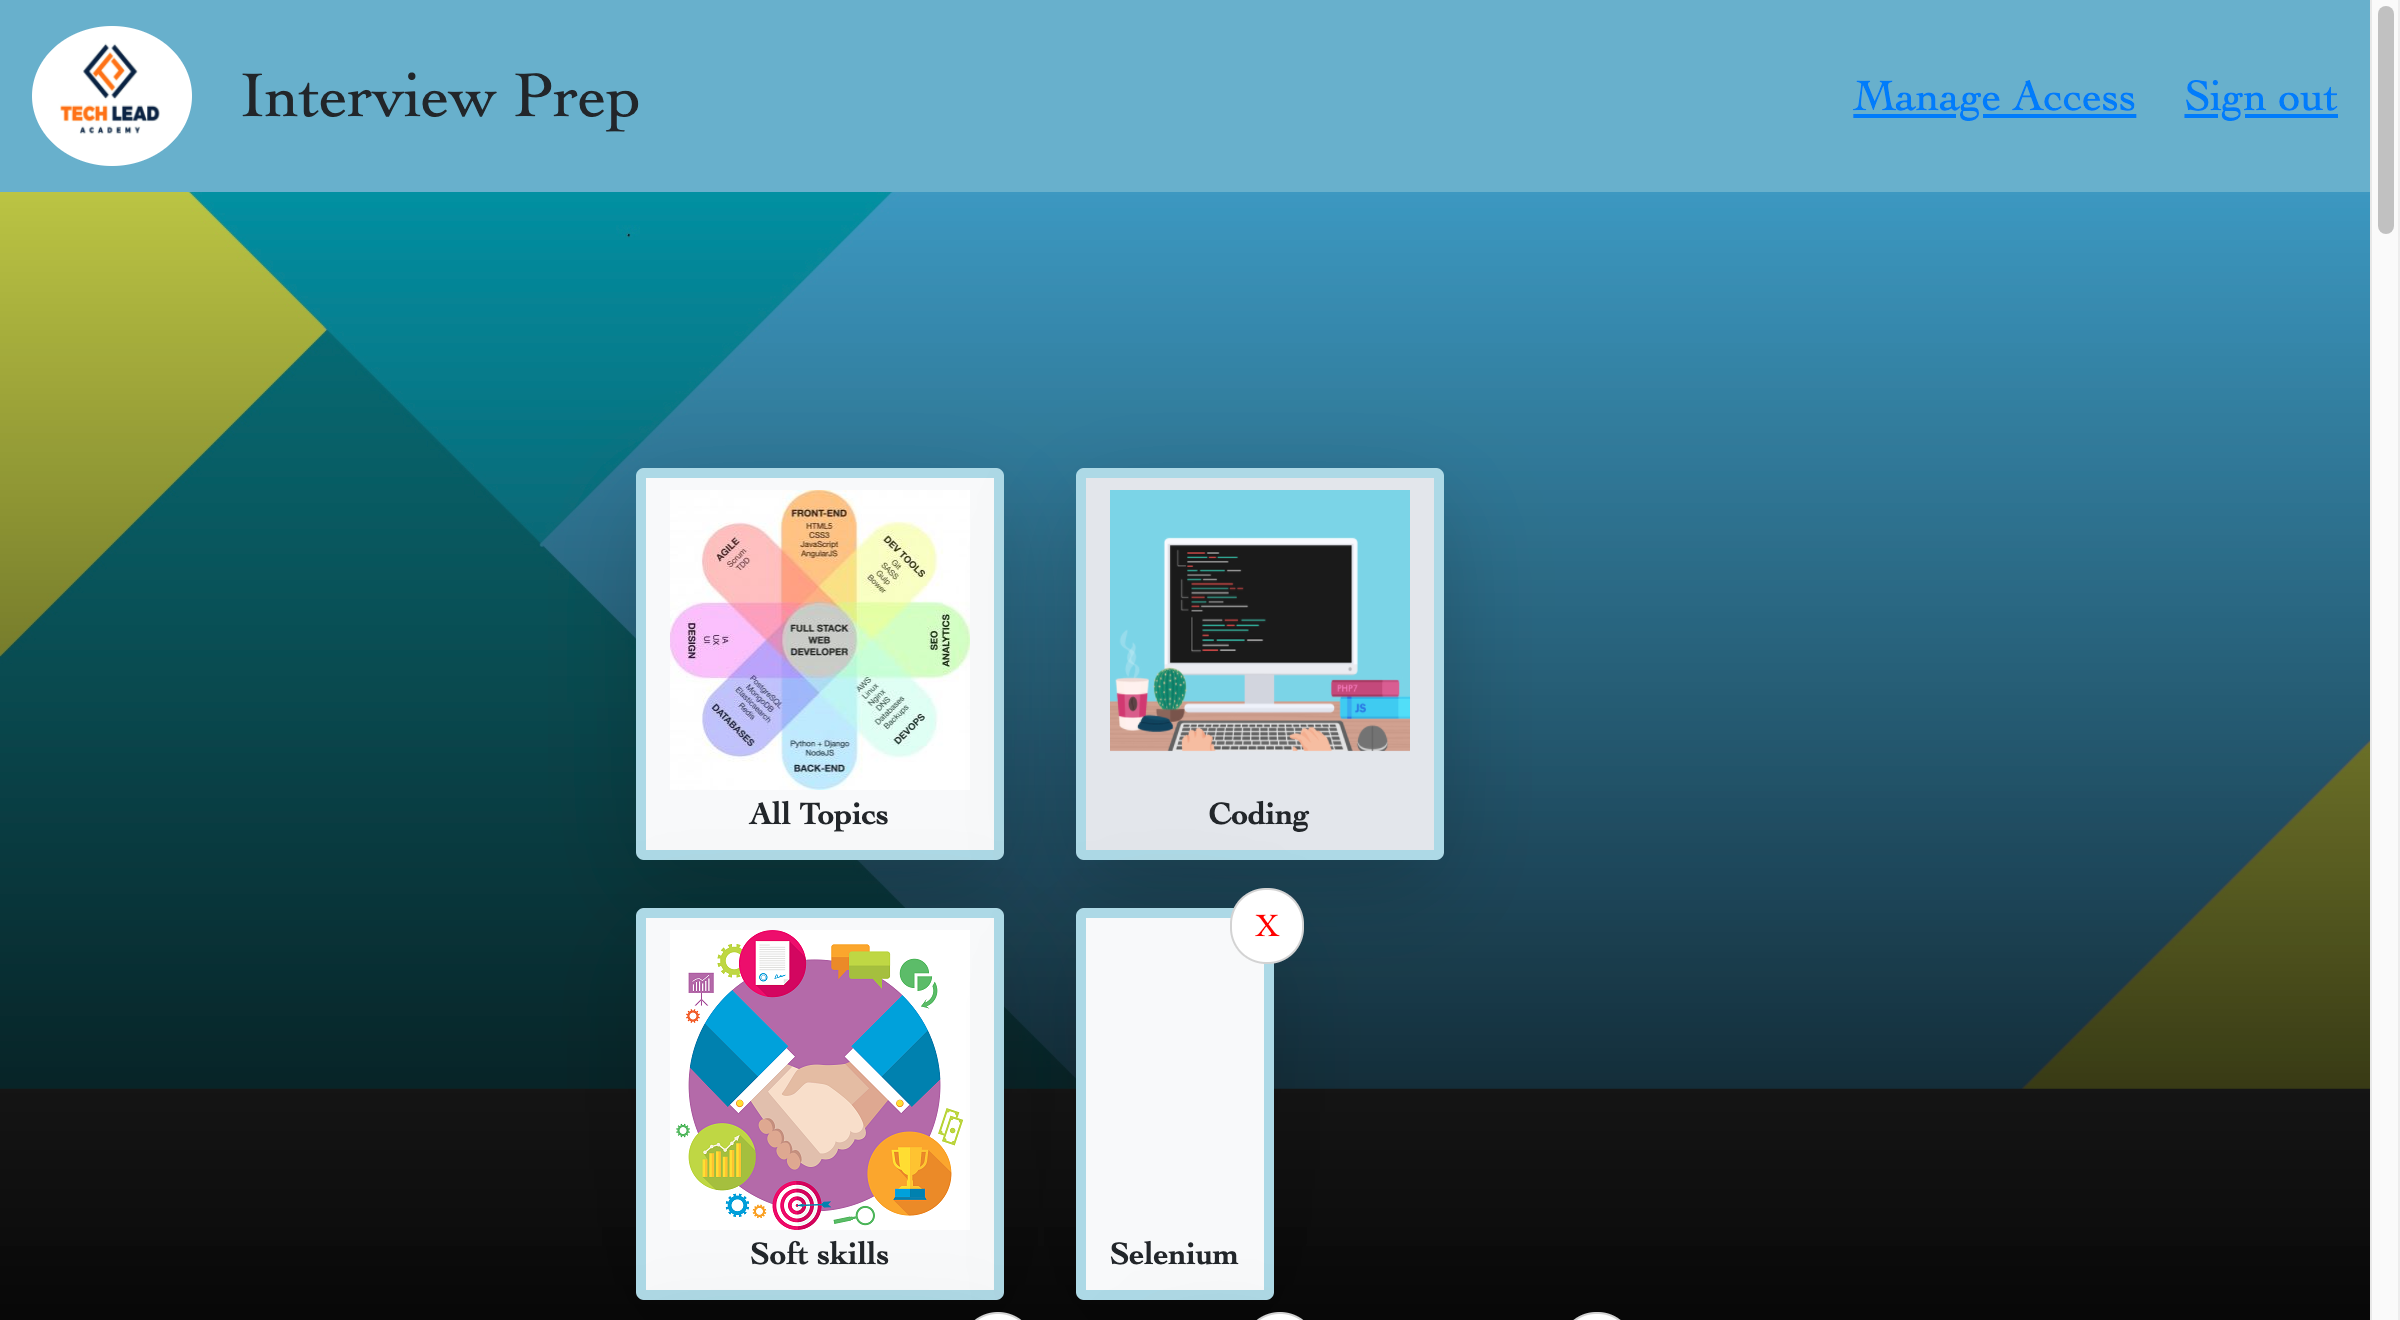 TECH LEAD
ACADEMY
Interview Prep
Manage Access
Sign out
FRONT-END
HTML5
CSS3
JavaScript
AngularJS
AGILE
Scrum
TDD
DEV TOOLS
Git
SASS
Gulp
Bower
DESIGN
IA
UX
UI
FULL STACK
WEB
DEVELOPER
SEO
ANALYTICS
DATABASES
PostgreSQL
MongoDB
Elasticsearch
Redis
AWS
Linux
Nginx
DNS
Databases
Backups
DEVOPS
Python + Django
NodeJS
BACK-END
All Topics
PHP7
JS
Coding
X
Soft skills
Selenium